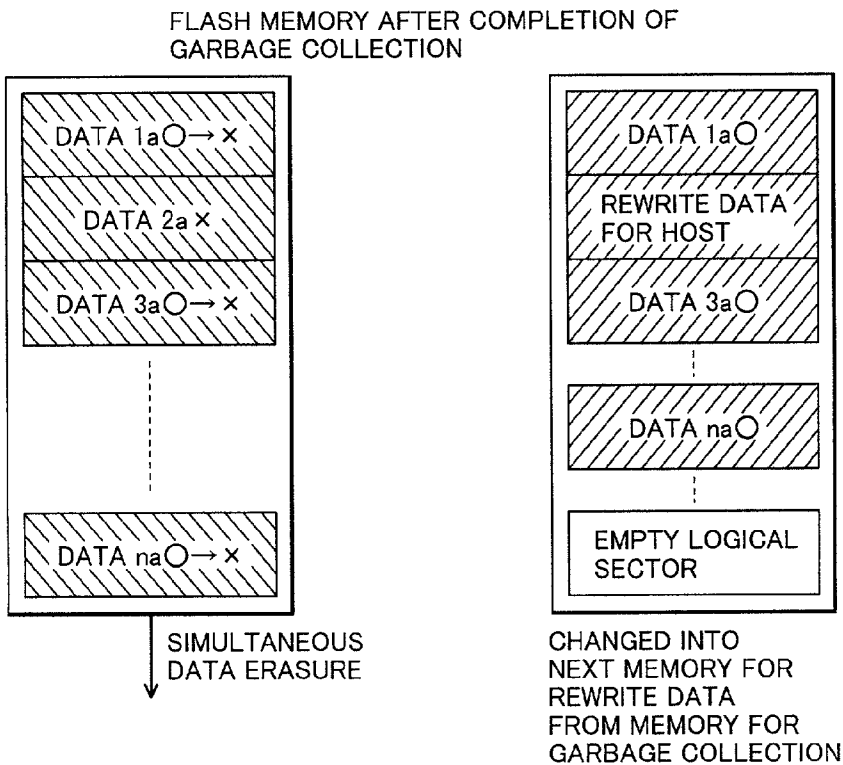 FLASH MEMORY AFTER COMPLETION OF
GARBAGE COLLECTION
DATA 1a○→×
DATA 2a×
DATA 3a○→×
DATA na○→×
SIMULTANEOUS
DATA ERASURE
DATA 1a○
REWRITE DATA
FOR HOST
DATA 3a○
DATA na○
EMPTY LOGICAL
SECTOR
CHANGED INTO
NEXT MEMORY FOR
REWRITE DATA
FROM MEMORY FOR
GARBAGE COLLECTION